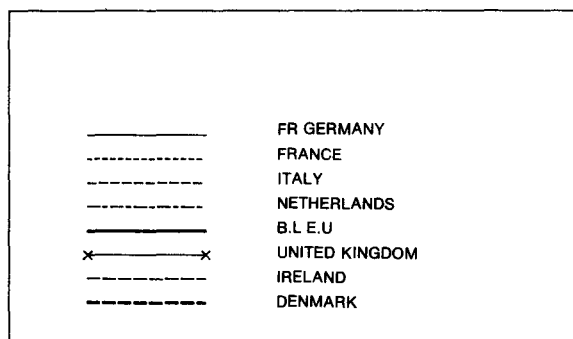 FR GERMANY
FRANCE
ITALY
NETHERLANDS
B.L E.U
UNITED KINGDOM
IRELAND
DENMARK